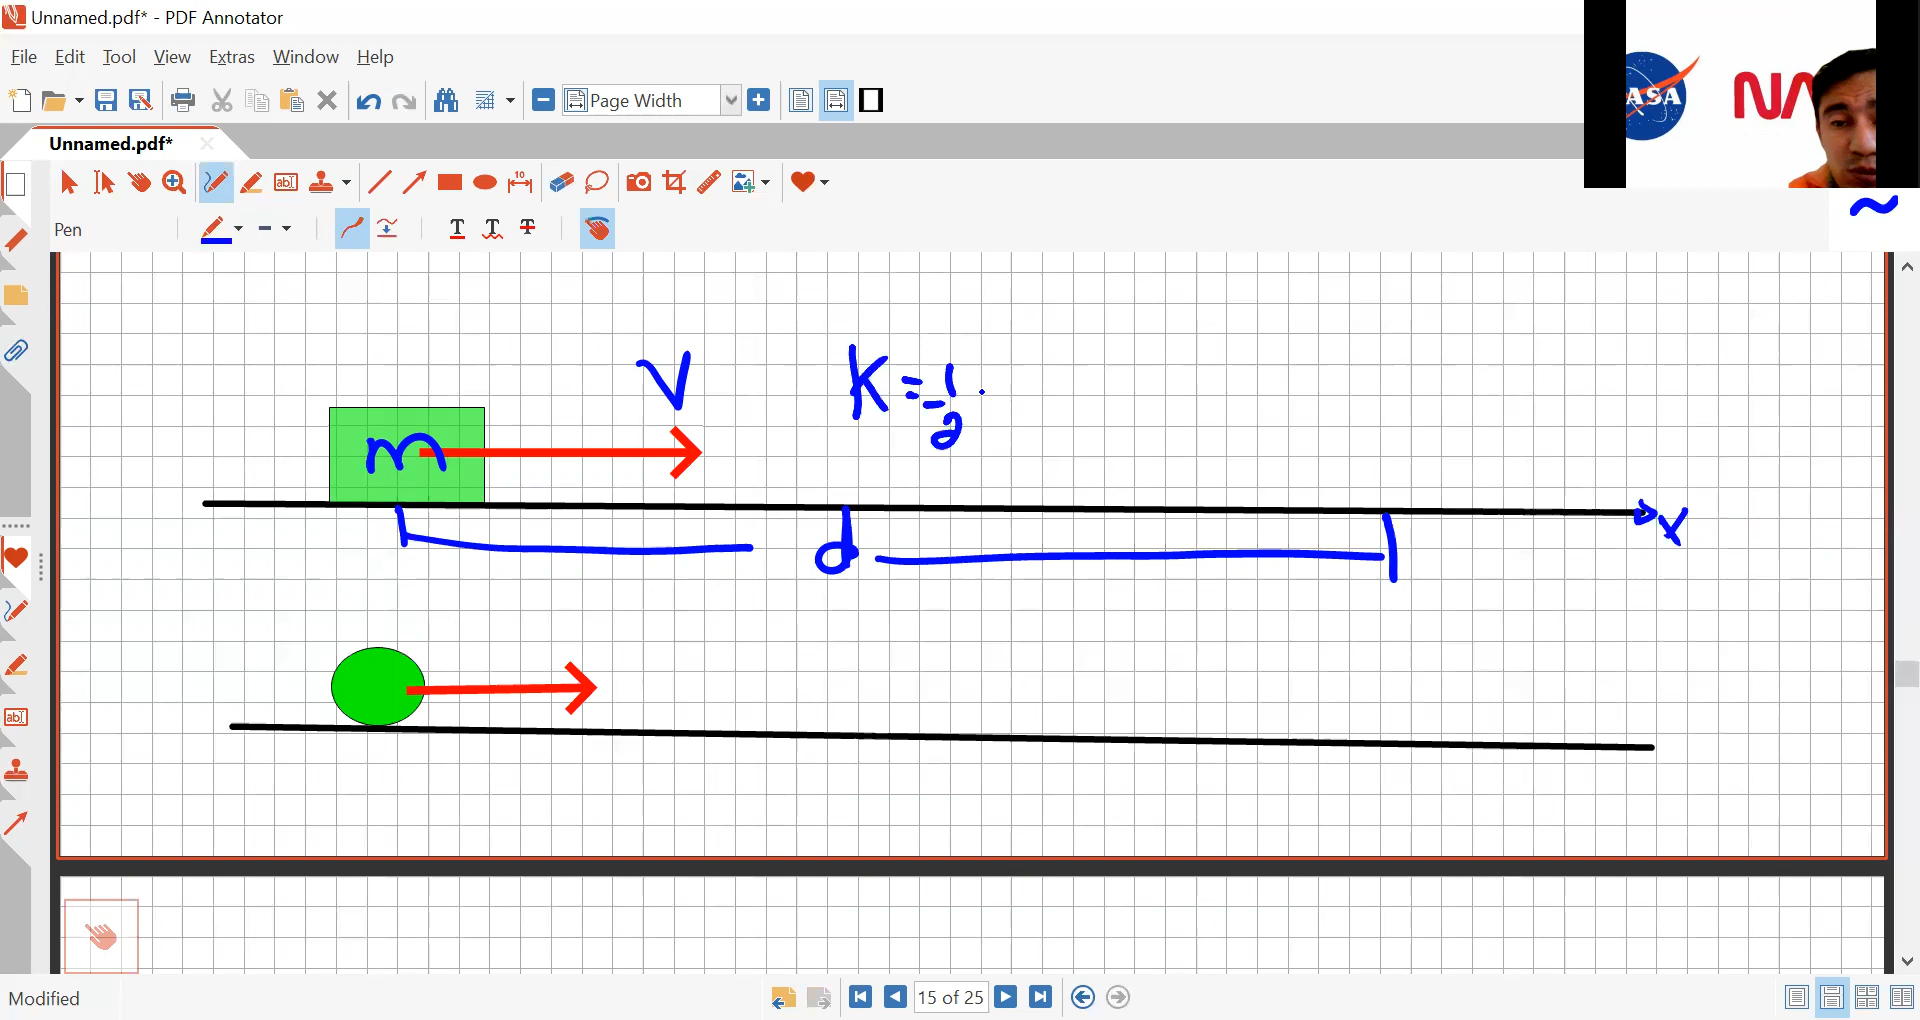 Unnamed.pdf* - PDF Annotator
File Edit Tool View Extras Window Help
Page Width
Unnamed.pdf*
Pen
V
K = 1/2
m
d
x
Modified
15 of 25